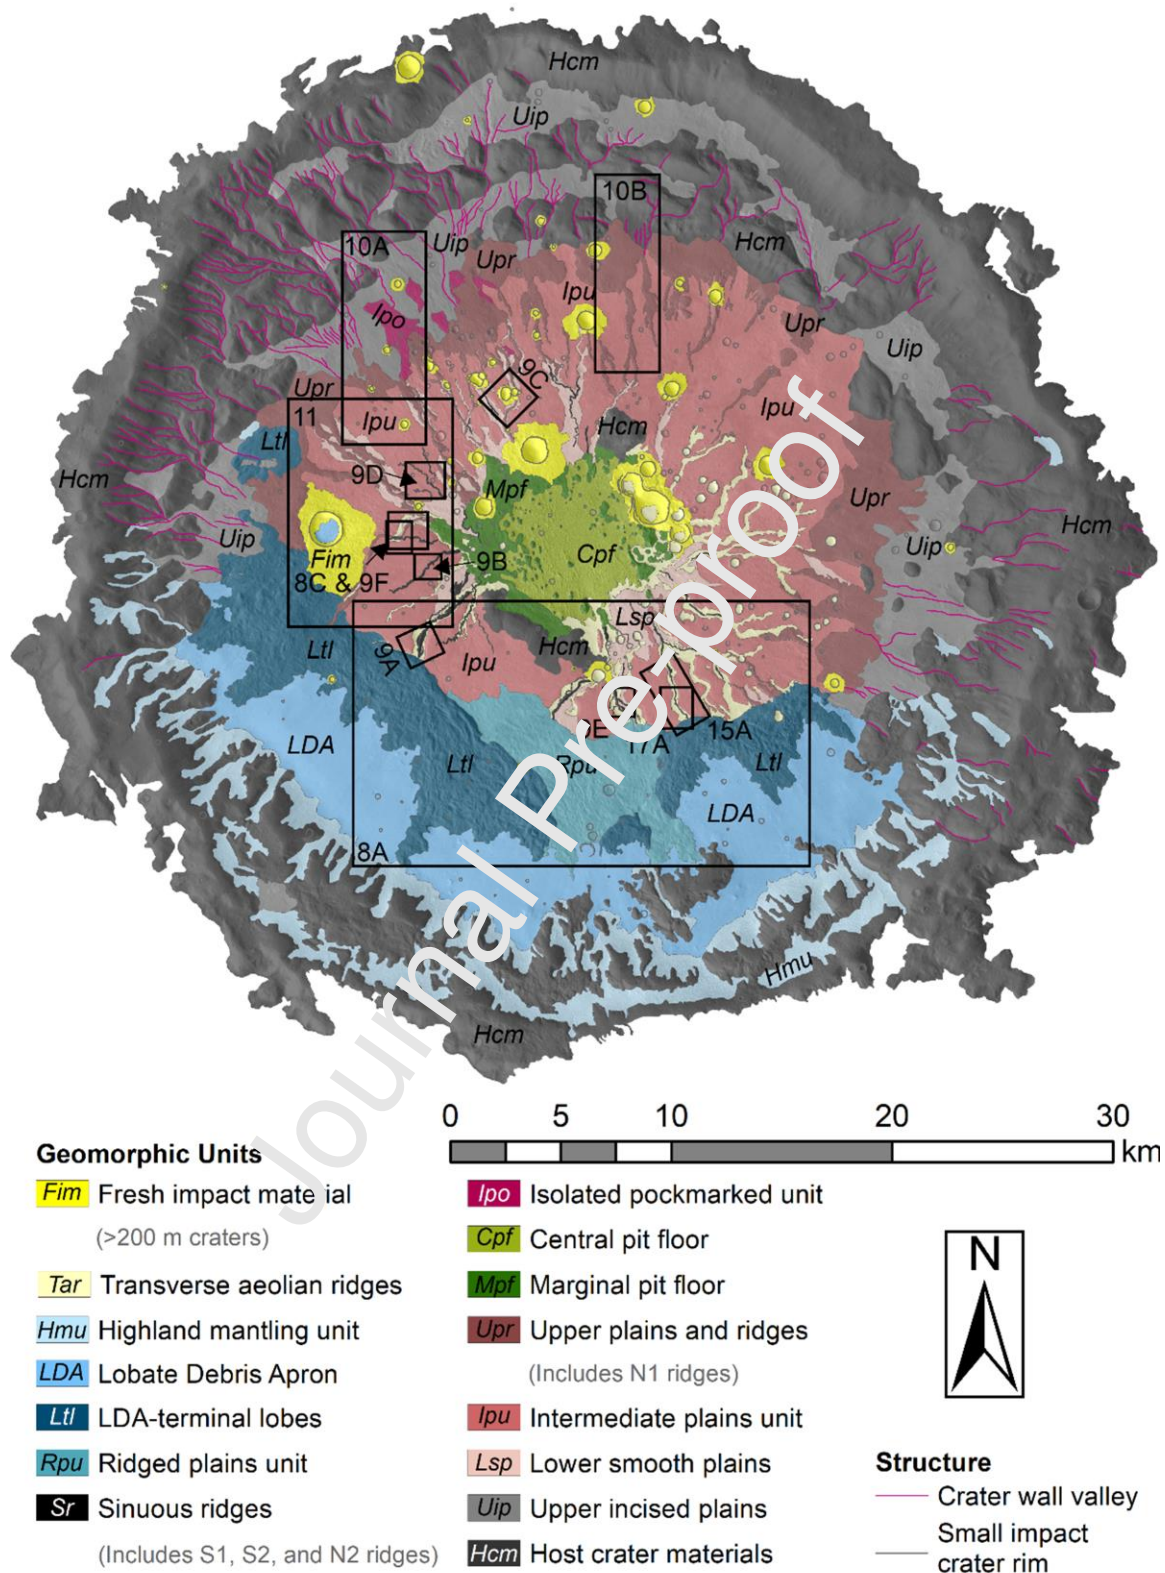 Hcm
Uip
10B
10A
Uip
Hcm
Upr
Ipu
Ipo
Upr
Uip
9C
Upr
Ipu
11
Ipu
Hcm
Ltl
9D
Mpf
Hcm
Upr
Hcm
Uip
Cpf
Uip
Fim
9B
8C & 9F
Lsp
Ltl
9A
Ipu
Hcm
LDA
15A
17A
Ltl
Rpu
Ltl
LDA
8A
Hmu
Hcm
Journal Pre-proof
0 5 10 20 30
km
Geomorphic Units
Fim Fresh impact material
(>200 m craters)
Tar Transverse aeolian ridges
Hmu Highland mantling unit
LDA Lobate Debris Apron
Ltl LDA-terminal lobes
Rpu Ridged plains unit
Sr Sinuous ridges
(Includes S1, S2, and N2 ridges)
Ipo Isolated pockmarked unit
Cpf Central pit floor
Mpf Marginal pit floor
Upr Upper plains and ridges
(Includes N1 ridges)
Ipu Intermediate plains unit
Lsp Lower smooth plains
Uip Upper incised plains
Hcm Host crater materials
N
Structure
Crater wall valley
Small impact
crater rim